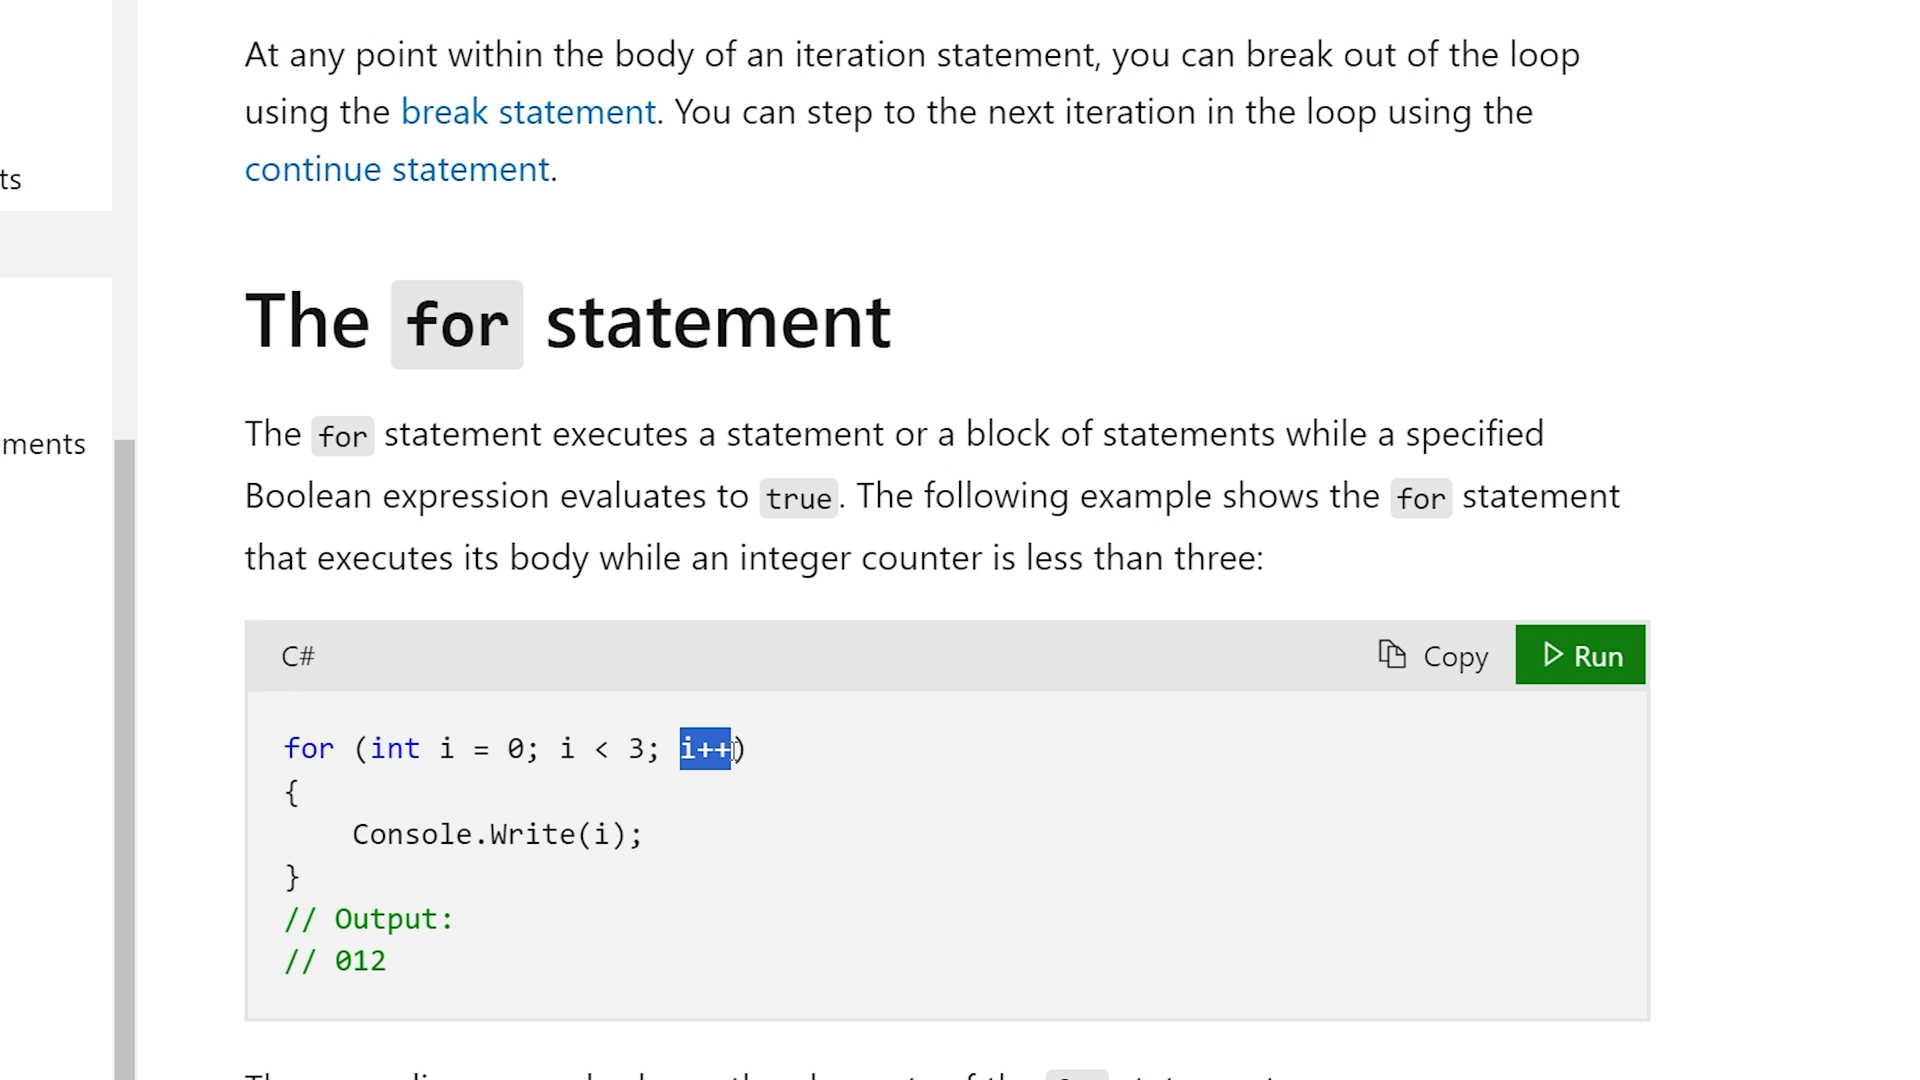 At any point within the body of an iteration statement, you can break out of the loop
using the break statement. You can step to the next iteration in the loop using the
continue statement.
ts
The for statement
The for statement executes a statement or a block of statements while a specified
ments
Boolean expression evaluates to true. The following example shows the for statement
that executes its body while an integer counter is less than three:
C# Copy Run
for (int i = 0; i < 3; i++)
{
    Console.Write(i);
}
// Output:
// 012